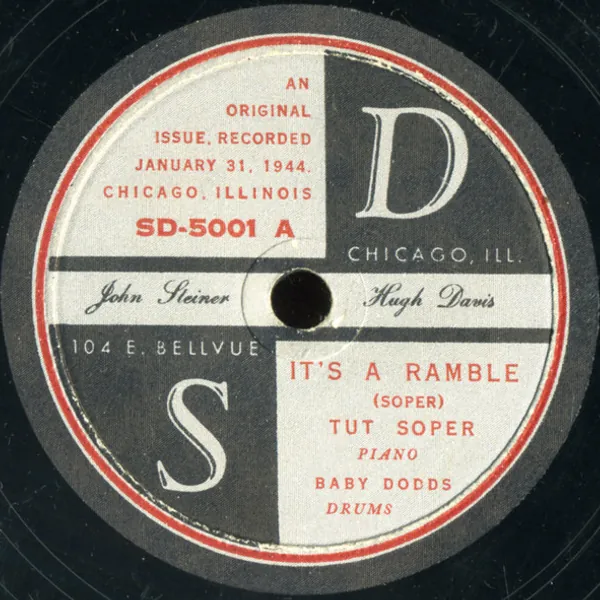 AN
ORIGINAL
ISSUE, RECORDED
JANUARY 31, 1944.
CHICAGO, ILLINOIS
SD-5001 A
D
CHICAGO, ILL.
John Steiner
Hugh Davis
104 E. BELLVUE
S
IT'S A RAMBLE
(SOPER)
TUT SOPER
PIANO
BABY DODDS
DRUMS